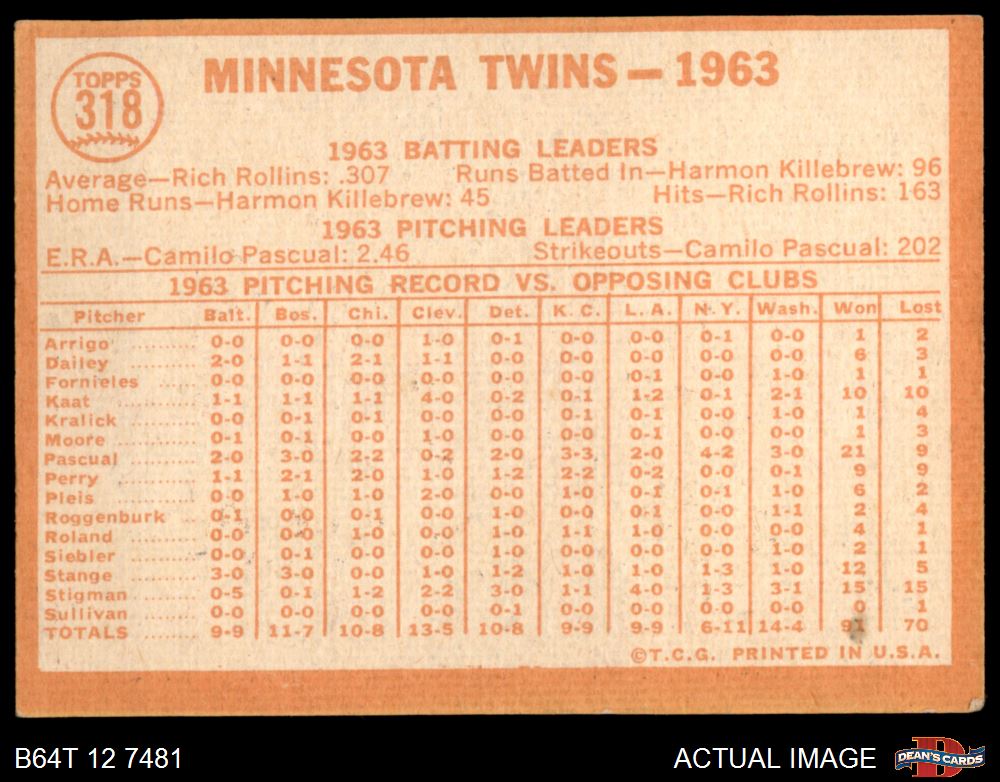 TOPPS
318
MINNESOTA TWINS — 1963
1963 BATTING LEADERS
Average—Rich Rollins: .307 Runs Batted In—Harmon Killebrew: 96
Home Runs—Harmon Killebrew: 45 Hits—Rich Rollins: 163
1963 PITCHING LEADERS
E.R.A.—Camilo Pascual: 2.46 Strikeouts—Camilo Pascual: 202
1963 PITCHING RECORD VS. OPPOSING CLUBS
Pitcher Balt. Bos. Chi. Clev. Det. K. C. L. A. N. Y. Wash. Won Lost
Arrigo ........... 0-0 0-0 0-0 1-0 0-1 0-0 0-0 0-1 0-0 1 2
Dailey ........... 2-0 1-1 2-1 1-1 0-0 0-0 0-0 0-0 0-0 6 3
Fornieles ...... 0-0 0-0 0-0 0-0 0-0 0-0 0-1 0-0 1-0 1 1
Kaat ............. 1-1 1-1 1-1 4-0 0-2 0-1 1-2 0-1 2-1 10 10
Kralick .......... 0-0 0-1 0-1 0-0 0-0 0-1 0-1 0-0 1-0 1 4
Moore ........... 0-1 0-1 0-0 1-0 0-0 0-0 0-1 0-0 0-0 1 3
Pascual ......... 2-0 3-0 2-2 0-2 2-0 3-3 2-0 4-2 3-0 21 9
Perry ............ 1-1 2-1 2-0 1-0 1-2 2-2 0-2 0-0 0-1 9 9
Pleis ............. 0-0 1-0 1-0 2-0 0-0 1-0 0-1 0-1 1-0 6 2
Roggenburk .. 0-1 0-0 0-1 0-0 1-0 0-0 0-1 0-0 1-1 2 4
Roland .......... 0-0 0-0 1-0 0-0 1-0 1-1 1-0 0-0 0-0 4 1
Siebler .......... 0-0 0-1 0-0 0-0 1-0 0-0 0-0 0-0 1-0 2 1
Stange .......... 3-0 3-0 0-0 1-0 1-2 1-0 1-0 1-3 1-0 12 5
Stigman ........ 0-5 0-1 1-2 2-2 3-0 1-1 4-0 1-3 3-1 15 15
Sullivan ........ 0-0 0-0 0-0 0-0 0-1 0-0 0-0 0-0 0-0 0 1
TOTALS ........ 9-9 11-7 10-8 13-5 10-8 9-9 9-9 6-11 14-4 91 70
©T.C.G. PRINTED IN U.S.A.
B64T 12 7481 ACTUAL IMAGE DEAN'S CARDS